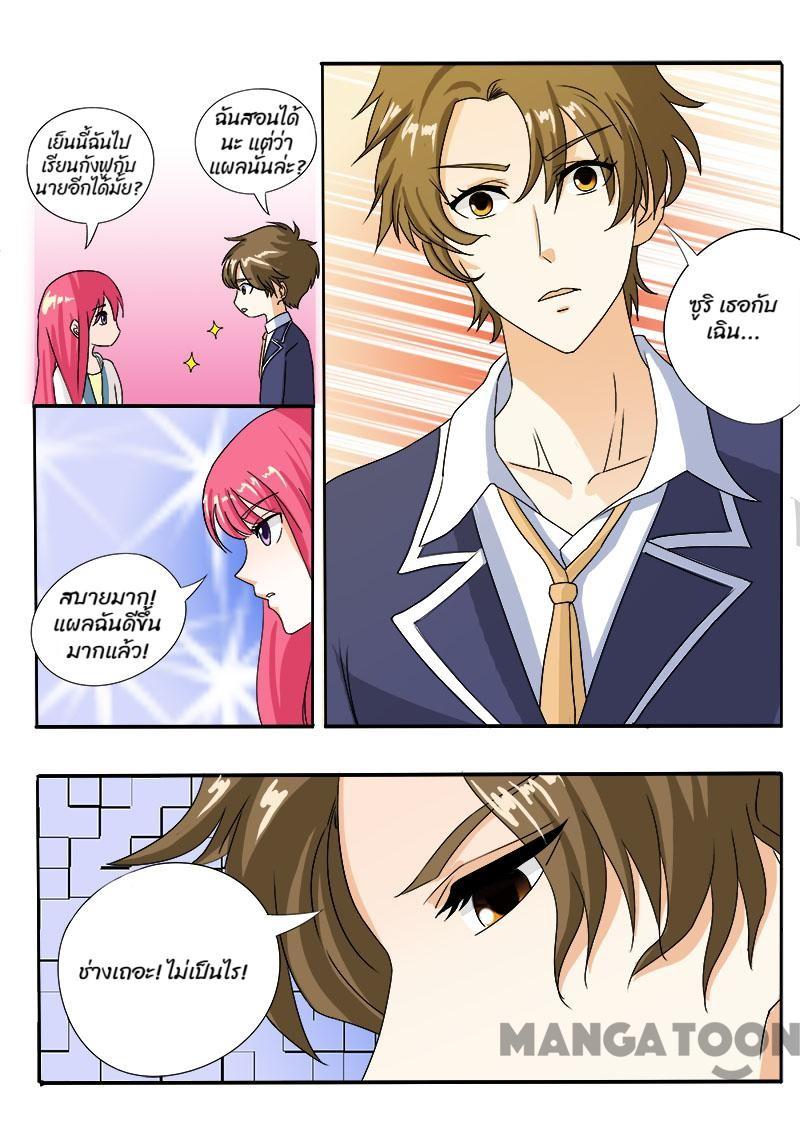 เย็นนี้ฉันไป
เรียนกังฟูกับ
นายอีกได้มั้ย?
ฉันสอนได้
นะ แต่ว่า
แผลนั่นล่ะ?
สบายมาก!
แผลฉันดีขึ้น
มากแล้ว!
ซูริ เธอกับ
เฉิน...
ช่างเถอะ! ไม่เป็นไร!
MANGATOON